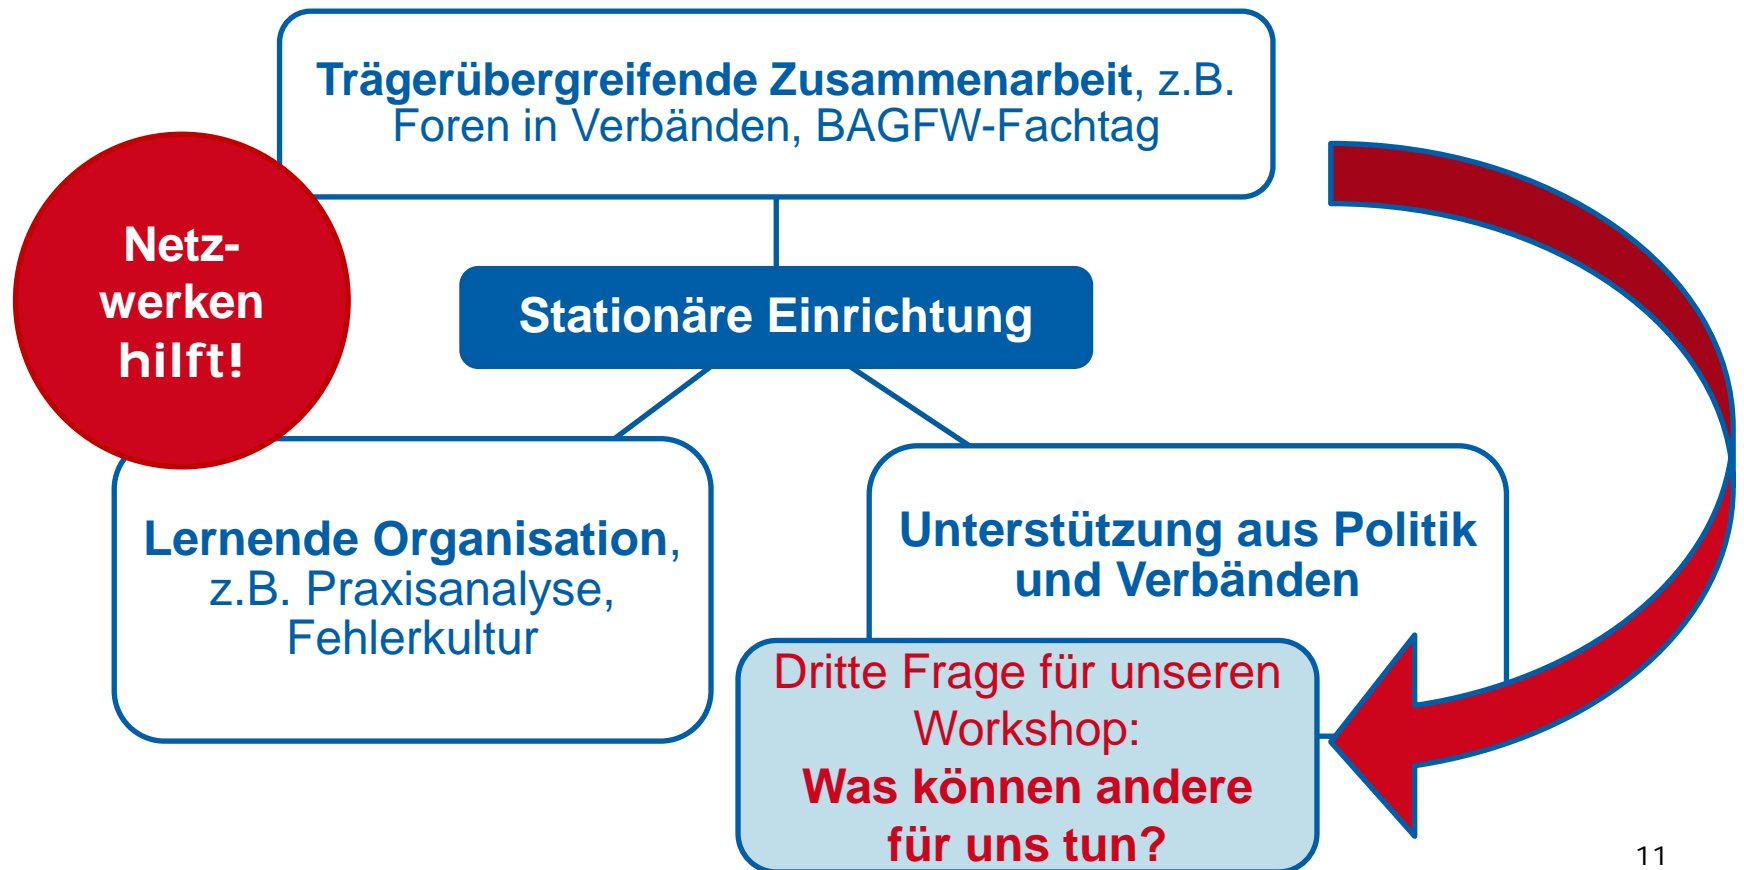 Trägerübergreifende Zusammenarbeit, z.B.
Foren in Verbänden, BAGFW-Fachtag
Netz-
werken
hilft!
Stationäre Einrichtung
Lernende Organisation,
z.B. Praxisanalyse,
Fehlerkultur
Unterstützung aus Politik
und Verbänden
Dritte Frage für unseren
Workshop:
Was können andere
für uns tun?
11